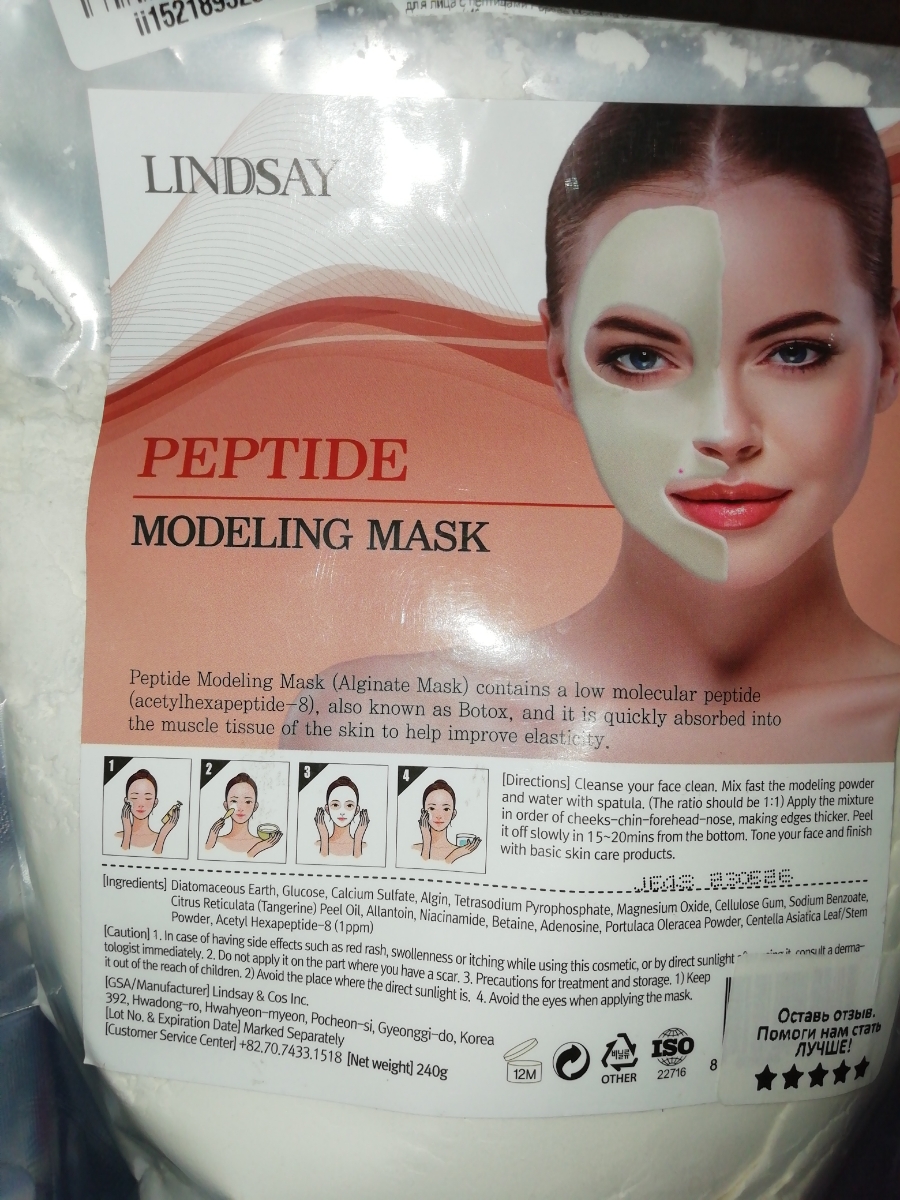 ii152189520
для лица с пептидами
LINDSAY
PEPTIDE
MODELING MASK
Peptide Modeling Mask (Alginate Mask) contains a low molecular peptide
(acetylhexapeptide-8), also known as Botox, and it is quickly absorbed into
the muscle tissue of the skin to help improve elasticity.
1
2
3
4
[Directions] Cleanse your face clean. Mix fast the modeling powder
and water with spatula. (The ratio should be 1:1) Apply the mixture
in order of cheeks-chin-forehead-nose, making edges thicker. Peel
it off slowly in 15~20mins from the bottom. Tone your face and finish
with basic skin care products.
[Ingredients] Diatomaceous Earth, Glucose, Calcium Sulfate, Algin, Tetrasodium Pyrophosphate, Magnesium Oxide, Cellulose Gum, Sodium Benzoate,
Citrus Reticulata (Tangerine) Peel Oil, Allantoin, Niacinamide, Betaine, Adenosine, Portulaca Oleracea Powder, Centella Asiatica Leaf/Stem
Powder, Acetyl Hexapeptide-8 (1ppm)
[Caution] 1. In case of having side effects such as red rash, swollenness or itching while using this cosmetic, or by direct sunlight it, consult a derma-
tologist immediately. 2. Do not apply it on the part where you have a scar. 3. Precautions for treatment and storage. 1) Keep
it out of the reach of children. 2) Avoid the place where the direct sunlight is. 4. Avoid the eyes when applying the mask.
[GSA/Manufacturer] Lindsay & Cos Inc.
392, Hwadong-ro, Hwahyeon-myeon, Pocheon-si, Gyeonggi-do, Korea
[Lot No. & Expiration Date] Marked Separately
[Customer Service Center] +82.70.7433.1518 [Net weight] 240g
12M
비닐류
OTHER
ISO
22716
8
Оставь отзыв.
Помоги нам стать
ЛУЧШЕ!